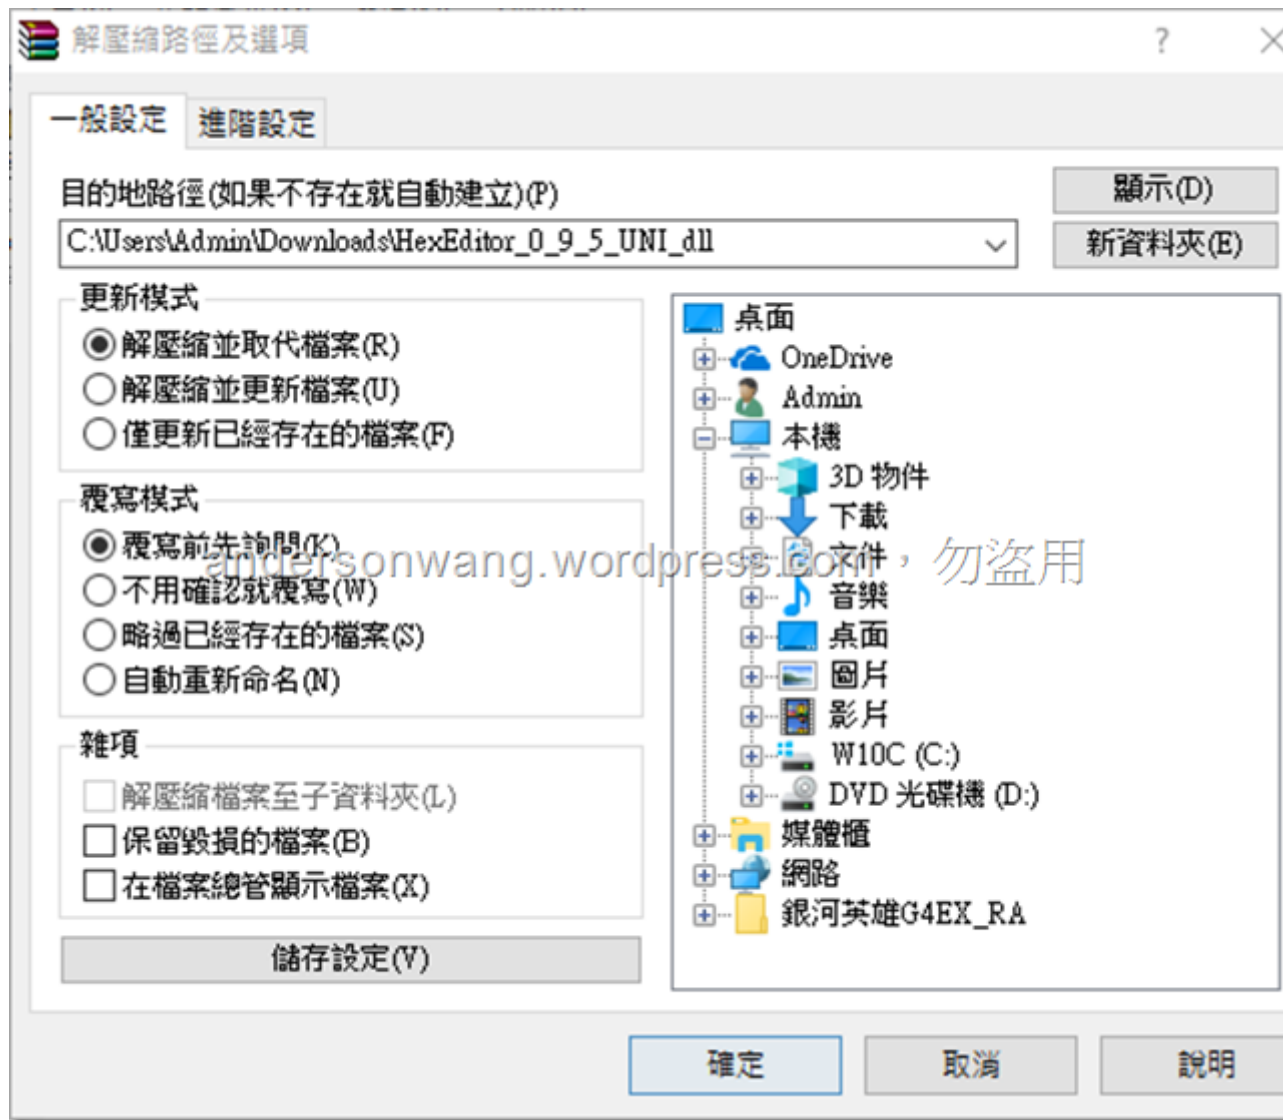 解壓縮路徑及選項
一般設定
進階設定
目的地路徑(如果不存在就自動建立)(P)
顯示(D)
C:\Users\Admin\Downloads\HexEditor_0_9_5_UNI_dll
新資料夾(E)
更新模式
解壓縮並取代檔案(R)
解壓縮並更新檔案(U)
僅更新已經存在的檔案(F)
覆寫模式
覆寫前先詢問(K)
不用確認就覆寫(W)
略過已經存在的檔案(S)
自動重新命名(N)
雜項
解壓縮檔案至子資料夾(L)
保留毀損的檔案(B)
在檔案總管顯示檔案(X)
儲存設定(V)
桌面
OneDrive
Admin
本機
3D 物件
下載
文件
音樂
桌面
圖片
影片
W10C (C:)
DVD 光碟機 (D:)
媒體櫃
網路
銀河英雄G4EX_RA
andersonwang.wordpress.com，勿盜用
確定
取消
說明